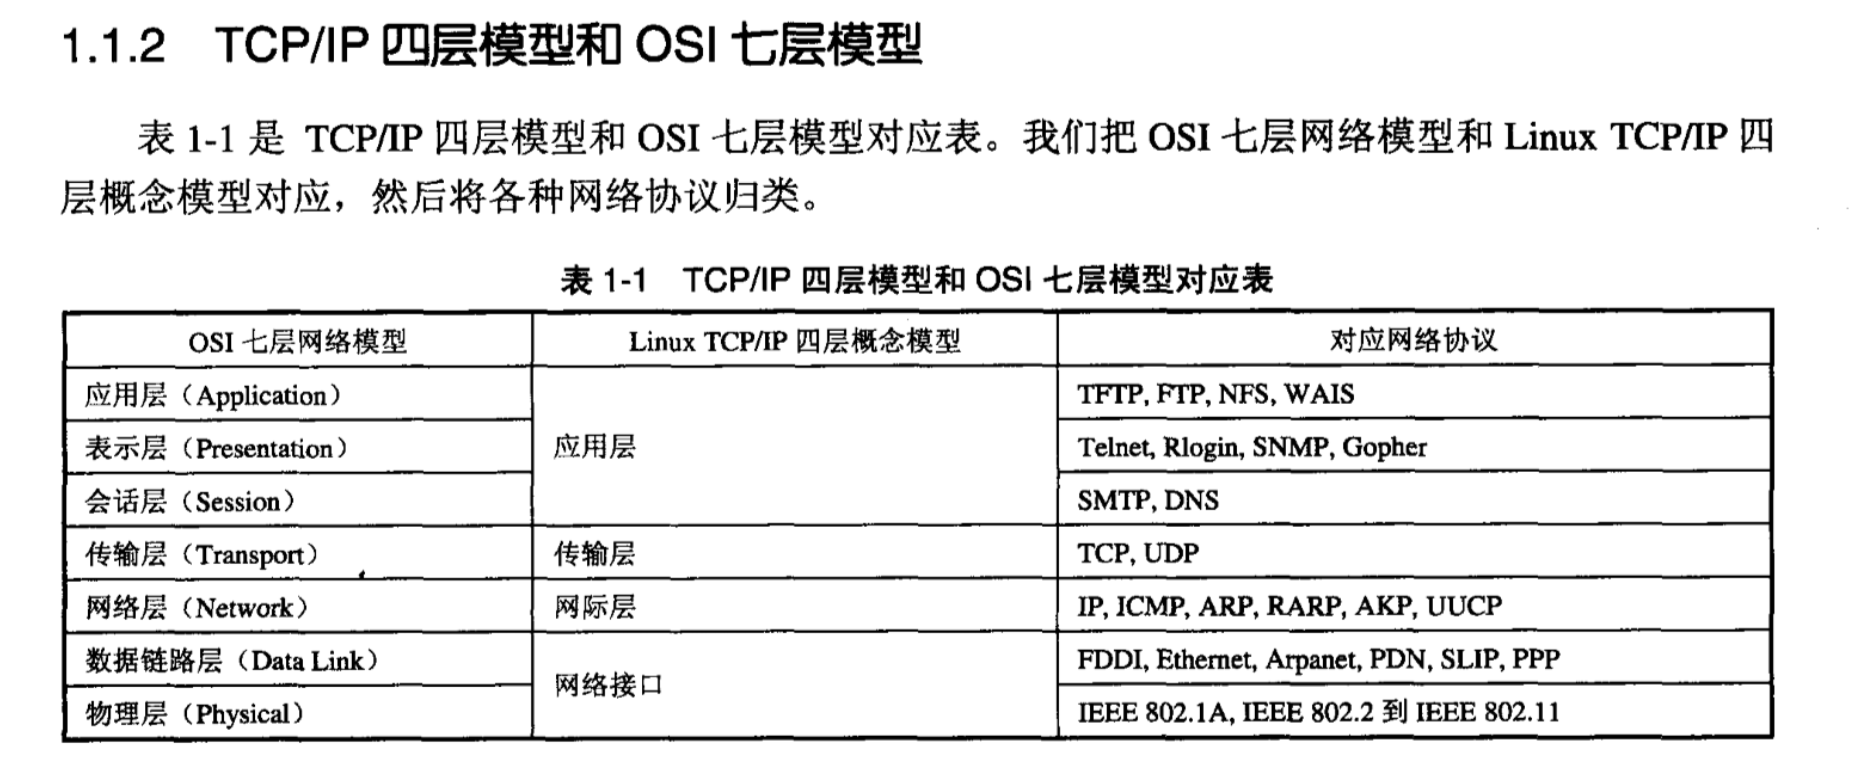 1.1.2 TCP/IP 四层模型和 OSI 七层模型
表 1-1 是 TCP/IP 四层模型和 OSI 七层模型对应表。我们把 OSI 七层网络模型和 Linux TCP/IP 四
层概念模型对应，然后将各种网络协议归类。
表 1-1 TCP/IP 四层模型和 OSI 七层模型对应表
OSI 七层网络模型 Linux TCP/IP 四层概念模型 对应网络协议
应用层（Application） TFTP, FTP, NFS, WAIS
表示层（Presentation） 应用层 Telnet, Rlogin, SNMP, Gopher
会话层（Session） SMTP, DNS
传输层（Transport） 传输层 TCP, UDP
网络层（Network） 网际层 IP, ICMP, ARP, RARP, AKP, UUCP
数据链路层（Data Link） 网络接口 FDDI, Ethernet, Arpanet, PDN, SLIP, PPP
物理层（Physical） IEEE 802.1A, IEEE 802.2 到 IEEE 802.11